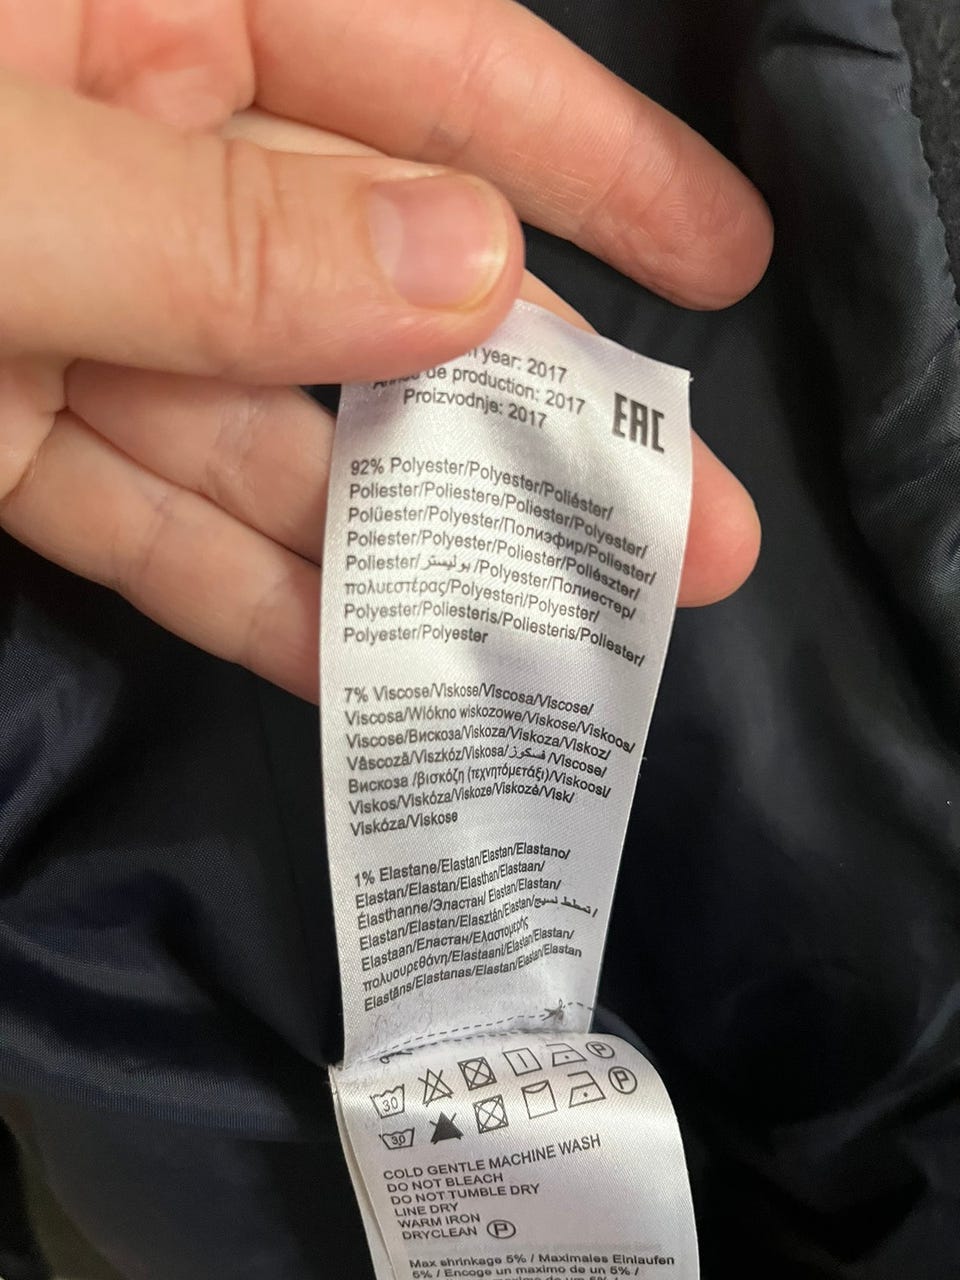 year: 2017
de production: 2017
Proizvodnje: 2017
EAC
92% Polyester/Polyester/Poliéster/
Poliester/Poliestere/Poliester/Polyester/
Polüester/Polyester/Полиэфир/Poliester/
Poliester/Polyester/Poliester/Poliészter/
Poliester/بوليستر/Polyester/Полиестер/
πολυεστέρας/Polyesteri/Polyester/
Polyester/Poliesteris/Poliesteris/Poliester/
Polyester/Polyester
7% Viscose/Viskose/Viscosa/Viscose/
Viscosa/Wlókno wiskozowe/Viskose/Viskoos/
Viscose/Вискоза/Viskoza/Viskoza/Viskoz/
Vâscoză/Viszkóz/Viskosa/فسكوز/Viscose/
Вискоза /βισκόζη (τεχνητόμετάξι)/Viskoosi/
Viskos/Viskóza/Viskoze/Viskozė/Visk/
Viskóza/Viskose
1% Elastane/Elastan/Elastan/Elastano/
Elastan/Elastan/Elasthan/Elastaan/
Élasthanne/Эластан/ Elastan/Elastan/
Elastan/Elastan/Elasztán/Elastan/تمطط نسيج/
Elastaan/Еластан/Ελαστομερής
πολυουρεθάνη/Elastaani/Elastan/Elastan/
Elastāns/Elastanas/Elastan/Elastan/Elastan
30 P
30 P
COLD GENTLE MACHINE WASH
DO NOT BLEACH
DO NOT TUMBLE DRY
LINE DRY
WARM IRON
DRYCLEAN P
Max shrinkage 5% / Maximales Einlaufen
5% / Encoge un maximo de un 5% /